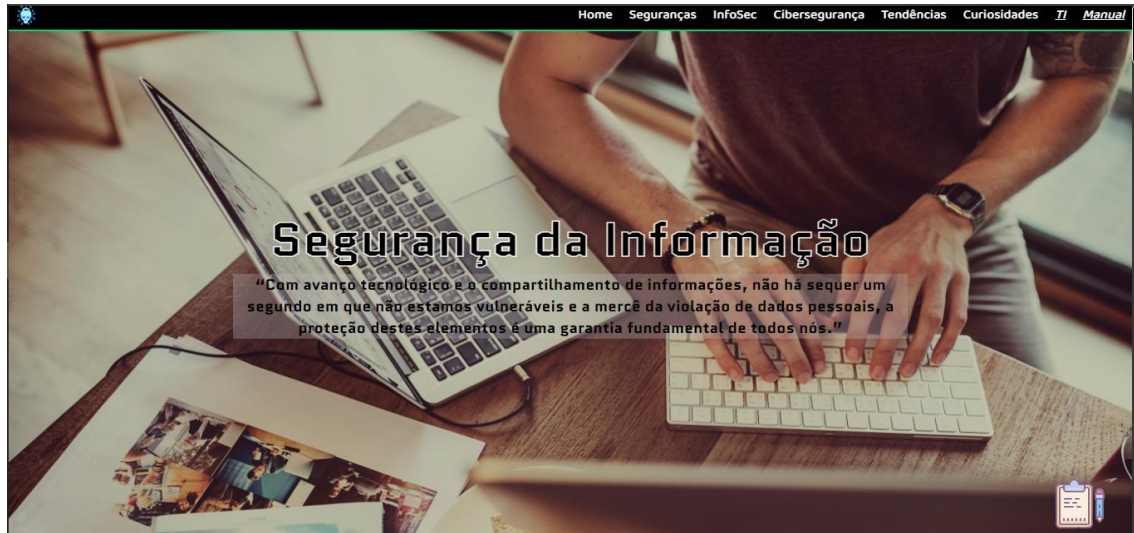 Home Seguranças InfoSec Cibersegurança Tendências Curiosidades TI Manual
Segurança da Informação
“Com avanço tecnológico e o compartilhamento de informações, não há sequer um
segundo em que não estamos vulneráveis e a mercê da violação de dados pessoais, a
proteção destes elementos é uma garantia fundamental de todos nós.”